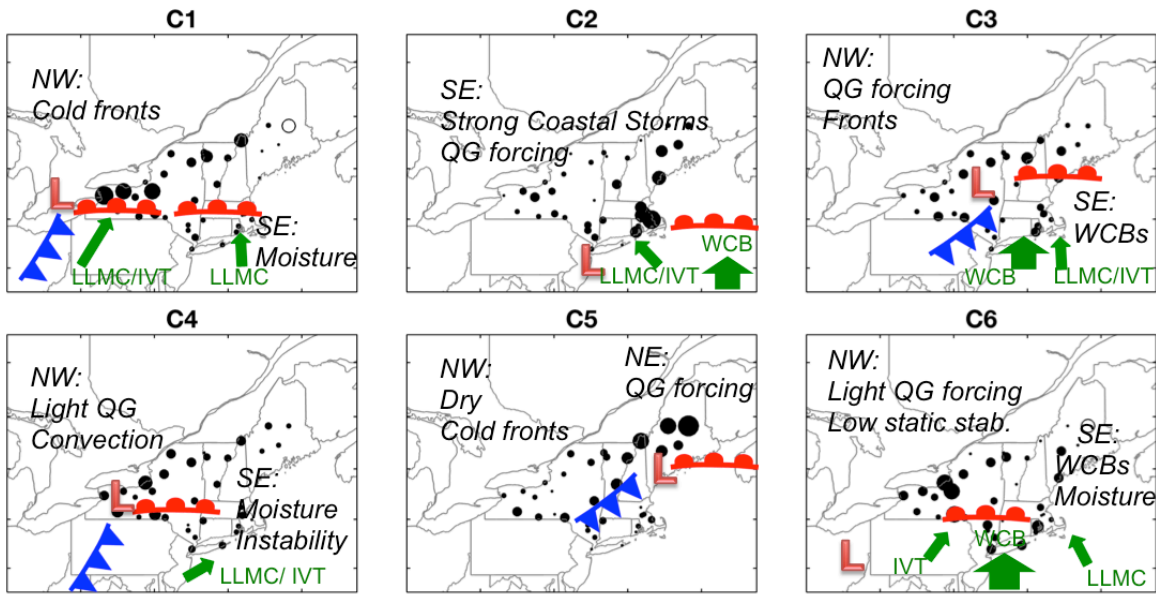 C1
NW:
Cold fronts
L
SE:
Moisture
LLMC/IVT
LLMC
C2
SE:
Strong Coastal Storms
QG forcing
WCB
L
LLMC/IVT
C3
NW:
QG forcing
Fronts
L
SE:
WCBs
WCB
LLMC/IVT
C4
NW:
Light QG
Convection
L
SE:
Moisture
Instability
LLMC/ IVT
C5
NW:
Dry
Cold fronts
NE:
QG forcing
L
C6
NW:
Light QG forcing
Low static stab.
SE:
WCBs
Moisture
WCB
L
IVT
LLMC